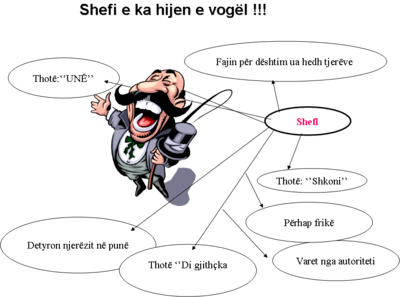 Shefi e ka hijen e vogël !!!
Fajin për dështim ua hedh tjerëve
Thotë:‘’UNË’’
Shefi
Thotë: ‘’Shkoni’’
Përhap frikë
Detyron njerëzit në punë
Thotë ‘’Di gjithçka
Varet nga autoriteti